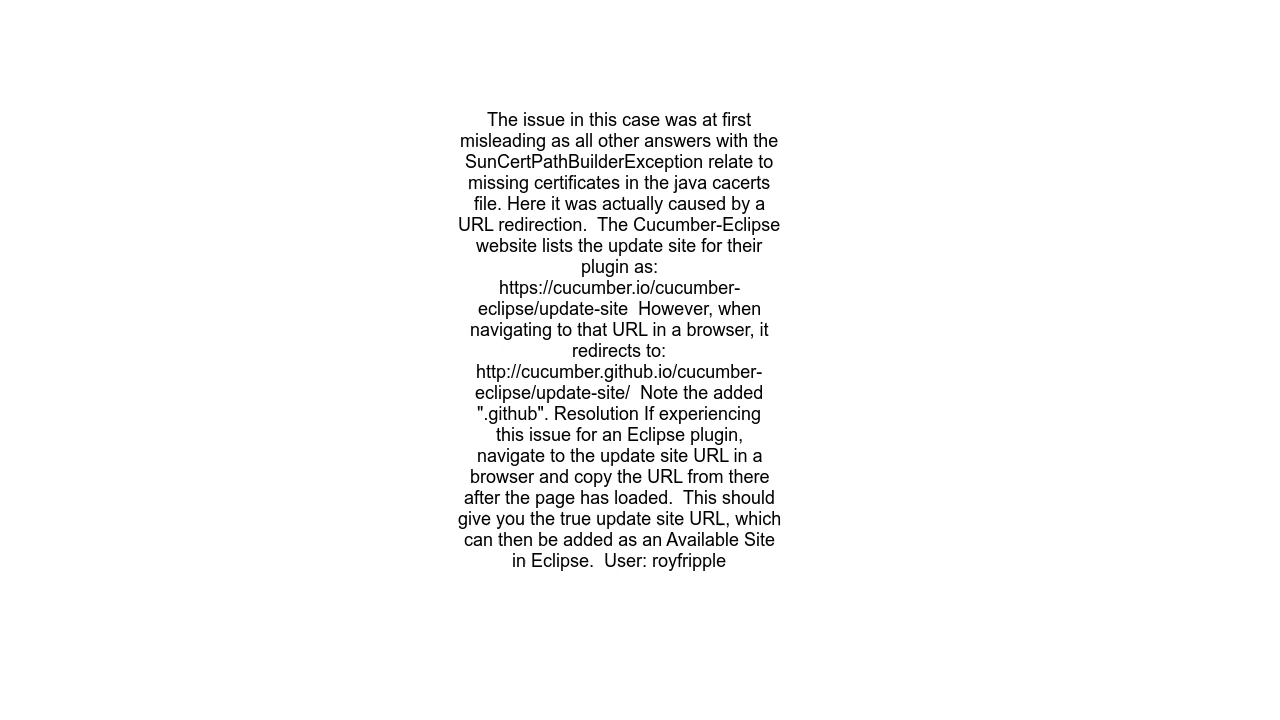 The issue in this case was at first
misleading as all other answers with the
SunCertPathBuilderException relate to
missing certificates in the java cacerts
file. Here it was actually caused by a
URL redirection.  The Cucumber-Eclipse
website lists the update site for their
plugin as:
https://cucumber.io/cucumber-
eclipse/update-site  However, when
navigating to that URL in a browser, it
redirects to:
http://cucumber.github.io/cucumber-
eclipse/update-site/  Note the added
".github". Resolution If experiencing
this issue for an Eclipse plugin,
navigate to the update site URL in a
browser and copy the URL from there
after the page has loaded.  This should
give you the true update site URL, which
can then be added as an Available Site
in Eclipse.  User: royfripple